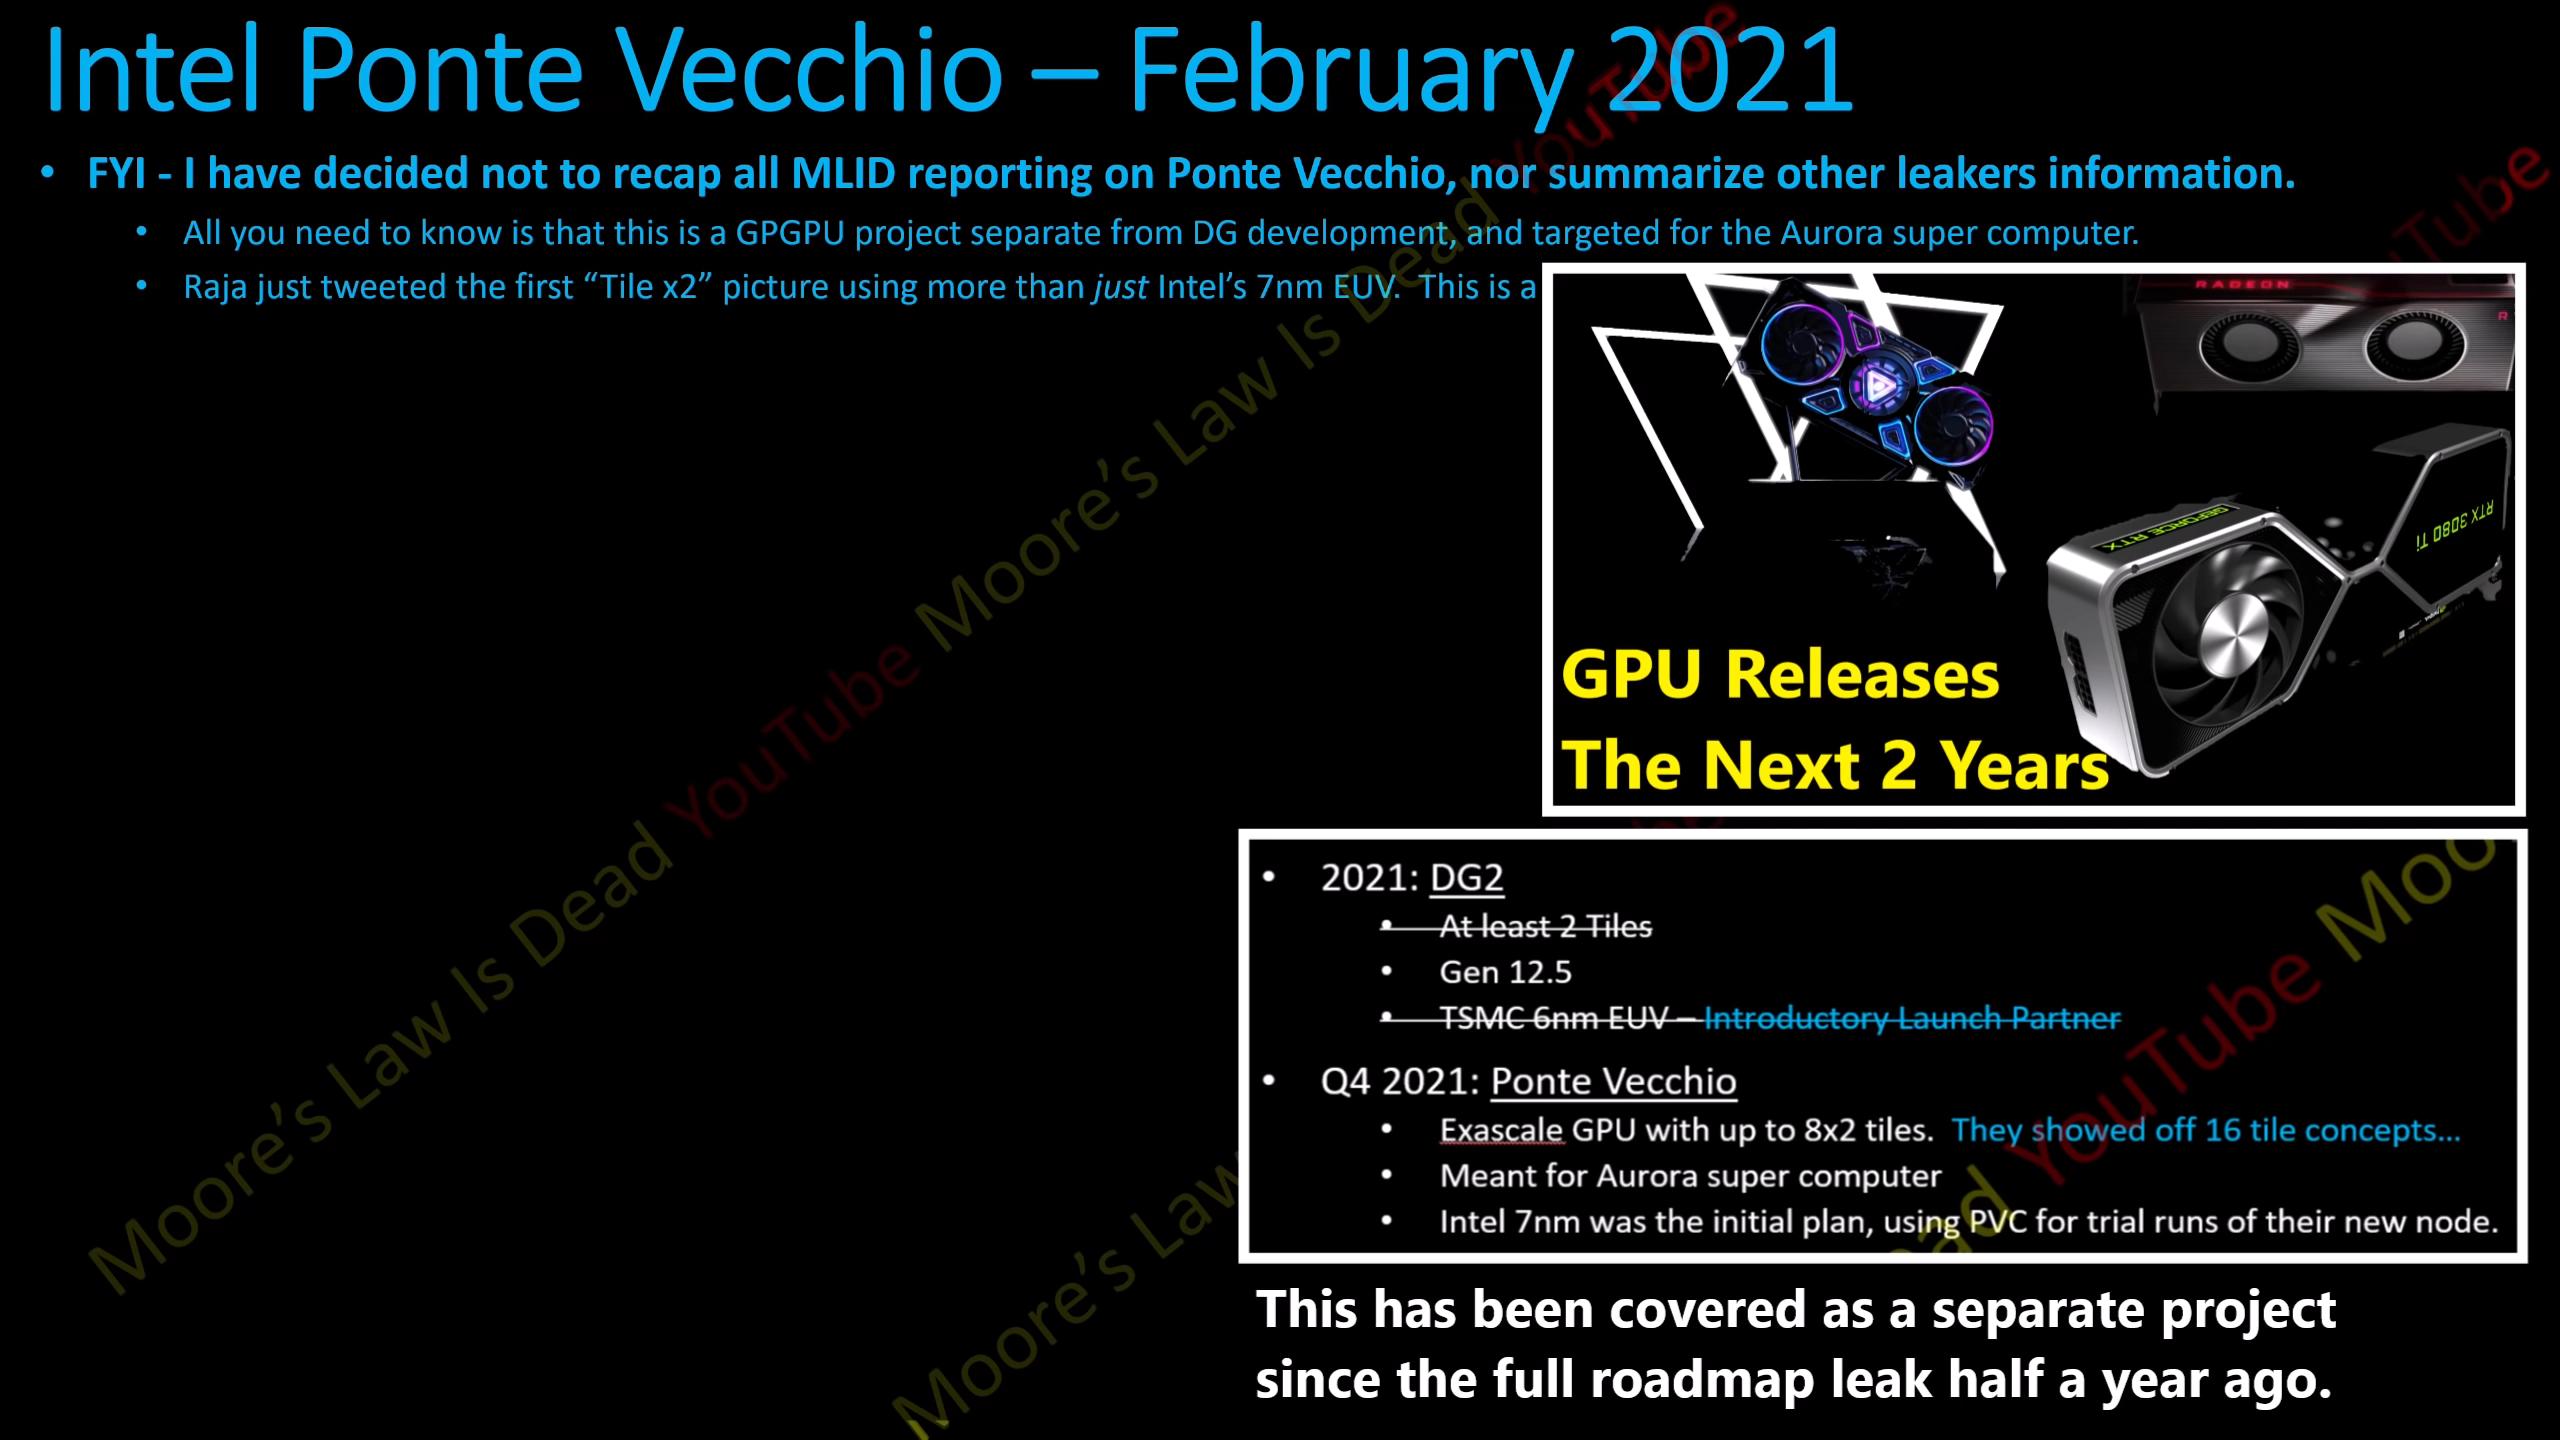 Intel Ponte Vecchio – February 2021
• FYI - I have decided not to recap all MLID reporting on Ponte Vecchio, nor summarize other leakers information.
• All you need to know is that this is a GPGPU project separate from DG development, and targeted for the Aurora super computer.
• Raja just tweeted the first “Tile x2” picture using more than just Intel’s 7nm EUV. This is a
RADEON
R
GEFORCE RTX
RTX 3080 Ti
GPU Releases
The Next 2 Years
• 2021: DG2
• At least 2 Tiles
• Gen 12.5
• TSMC 6nm EUV – Introductory Launch Partner
• Q4 2021: Ponte Vecchio
• Exascale GPU with up to 8x2 tiles. They showed off 16 tile concepts...
• Meant for Aurora super computer
• Intel 7nm was the initial plan, using PVC for trial runs of their new node.
This has been covered as a separate project
since the full roadmap leak half a year ago.
Moore’s Law Is Dead YouTube Moore’s Law Is Dead YouTube
Moore’s Law
YouTube
ead YouTube Moo